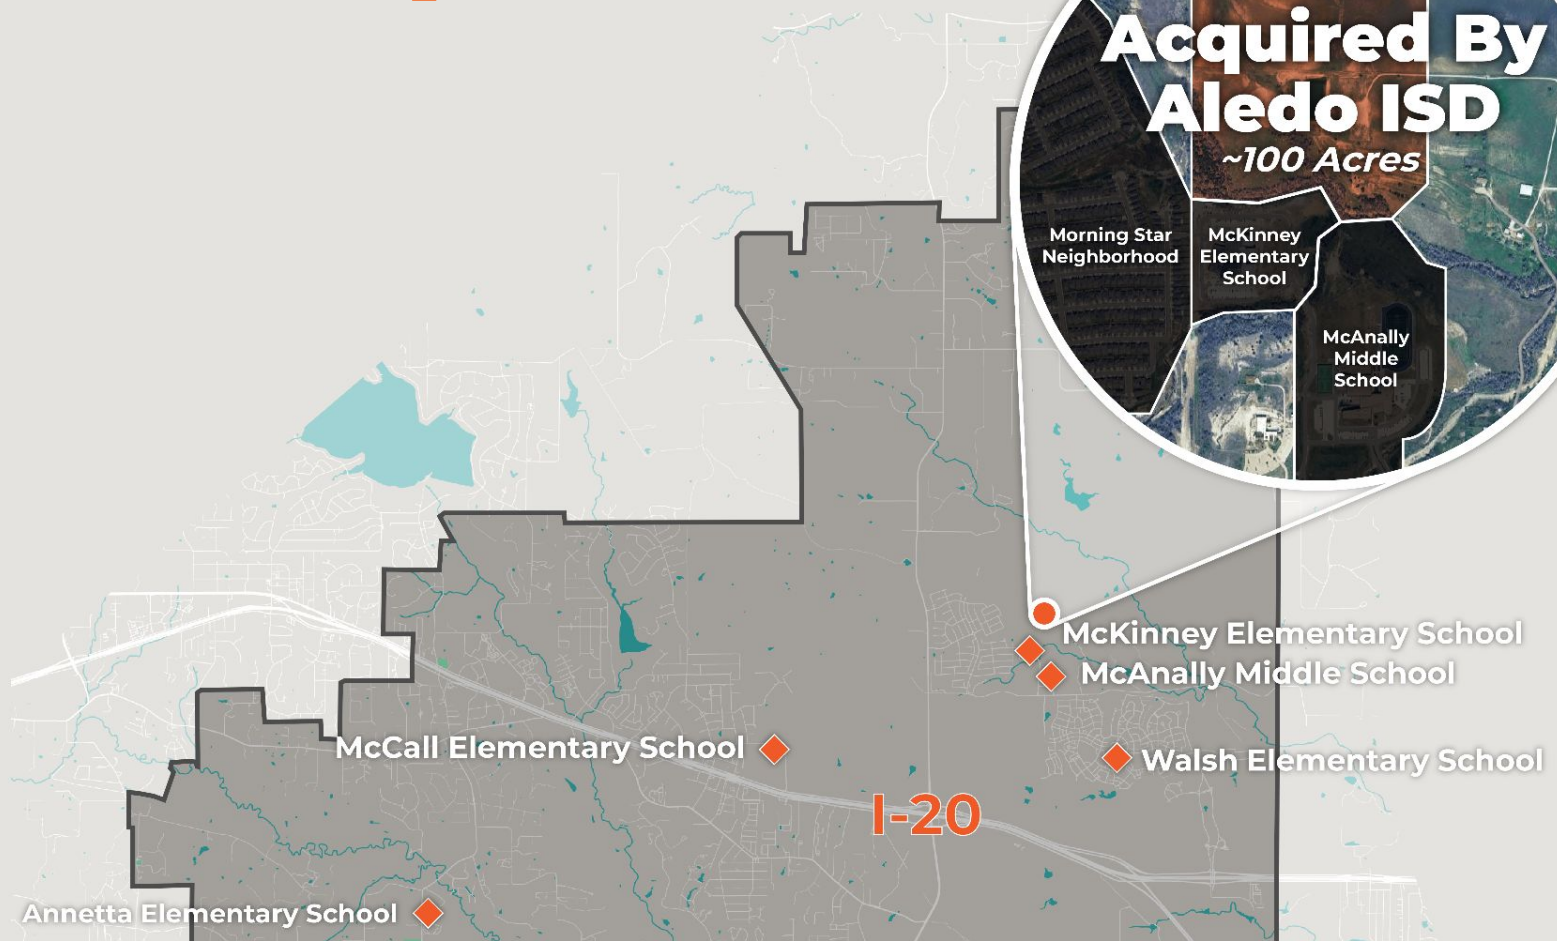 Acquired By
Aledo ISD
~100 Acres
Morning Star
Neighborhood
McKinney
Elementary
School
McAnally
Middle
School
McKinney Elementary School
McAnally Middle School
McCall Elementary School
Walsh Elementary School
I-20
Annetta Elementary School